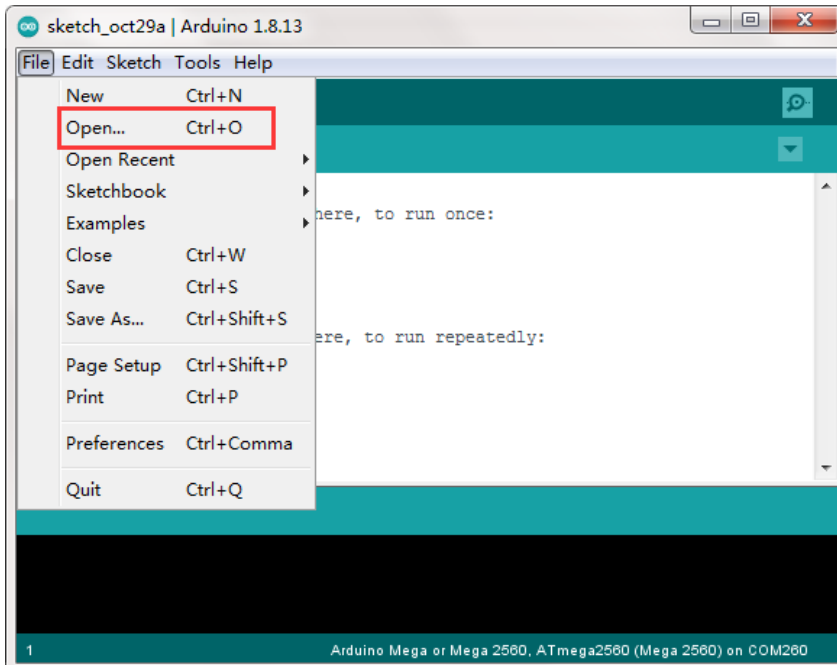 sketch_oct29a | Arduino 1.8.13
File Edit Sketch Tools Help
New Ctrl+N
Open... Ctrl+O
Open Recent
Sketchbook
Examples
Close Ctrl+W
Save Ctrl+S
Save As... Ctrl+Shift+S
Page Setup Ctrl+Shift+P
Print Ctrl+P
Preferences Ctrl+Comma
Quit Ctrl+Q
here, to run once:
ere, to run repeatedly:
1 Arduino Mega or Mega 2560, ATmega2560 (Mega 2560) on COM260